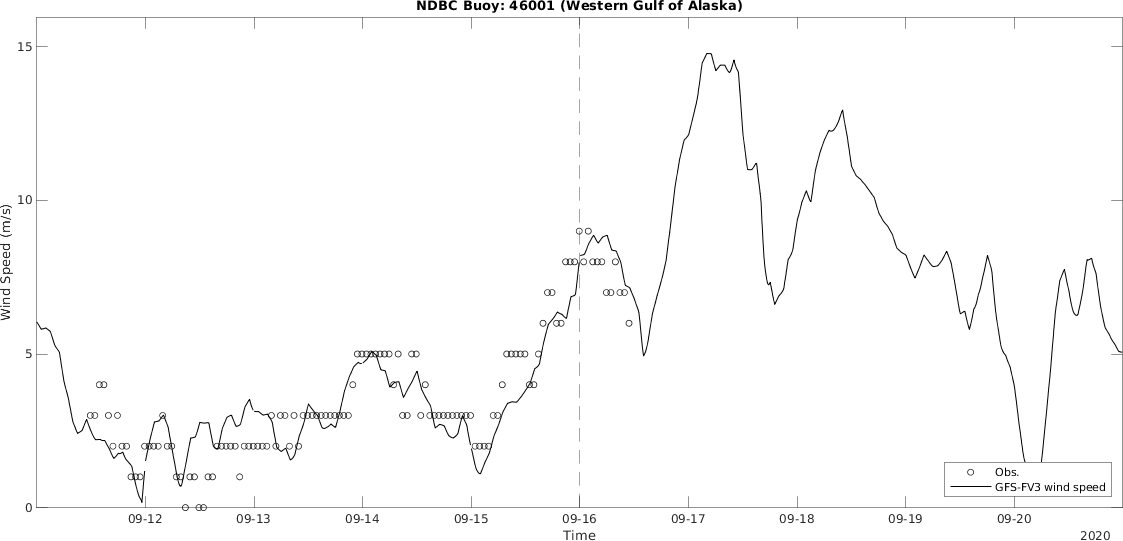 NDBC Buoy: 46001 (Western Gulf of Alaska)
15
10
5
0
Wind Speed (m/s)
09-12 09-13 09-14 09-15 09-16 09-17 09-18 09-19 09-20
Time
2020
Obs.
GFS-FV3 wind speed